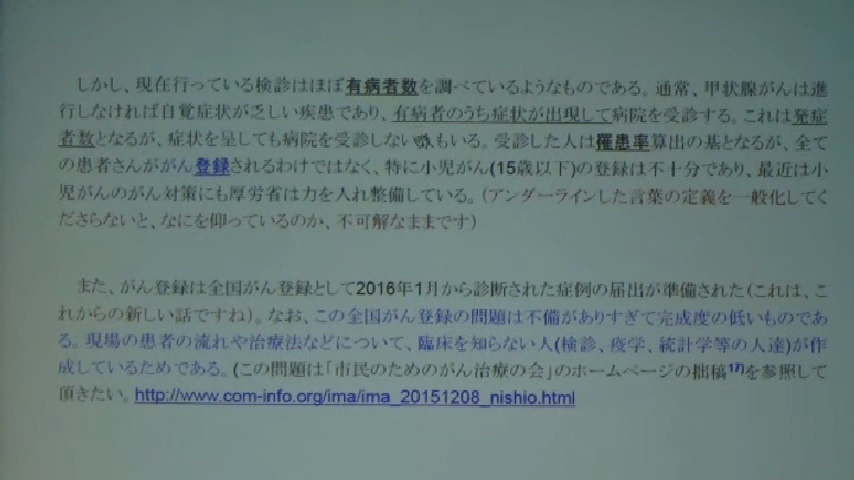 しかし、現在行っている検診はほぼ有病者数を調べているようなものである。通常、甲状腺がんは進
行しなければ自覚症状が乏しい疾患であり、有病者のうち症状が出現して病院を受診する。これは発症
者数となるが、症状を呈しても病院を受診しない もいる。受診した人は罹患率算出の基となるが、全て
の患者さんががん登録されるわけではなく、特に小児がん(15歳以下)の登録は不十分であり、最近は小
児がんのがん対策にも厚労省は力を入れ整備している。（アンダーラインした言葉の定義を一般化してく
ださらないと、なにを仰っているのか、不可解なままです）
また、がん登録は全国がん登録として2016年1月から診断された症例の届出が準備された（これは、こ
れからの新しい話ですね）。なお、この全国がん登録の問題は不備がありすぎて完成度の低いものであ
る。現場の患者の流れや治療法などについて、臨床を知らない人(検診、疫学、統計学等の人達)が作
成しているためである。(この問題は「市民のためのがん治療の会」のホームページの拙稿17)を参照して
頂きたい。http://www.com-info.org/ima/ima_20151208_nishio.html